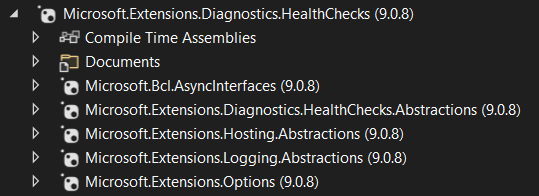 Microsoft.Extensions.Diagnostics.HealthChecks (9.0.8)
Compile Time Assemblies
Documents
Microsoft.Bcl.AsyncInterfaces (9.0.8)
Microsoft.Extensions.Diagnostics.HealthChecks.Abstractions (9.0.8)
Microsoft.Extensions.Hosting.Abstractions (9.0.8)
Microsoft.Extensions.Logging.Abstractions (9.0.8)
Microsoft.Extensions.Options (9.0.8)